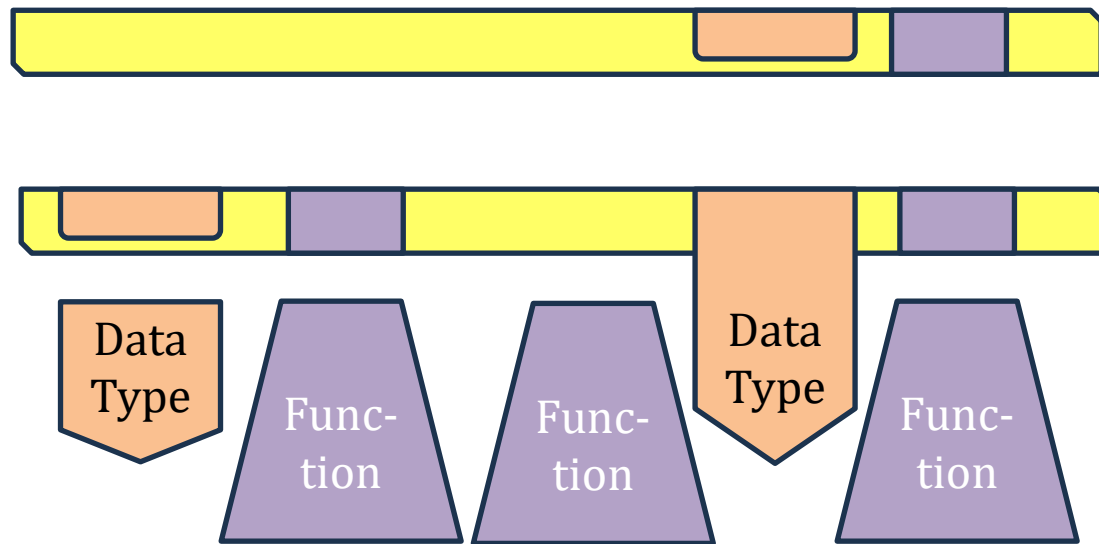 Data
Type
Func-
tion
Func-
tion
Data
Type
Func-
tion